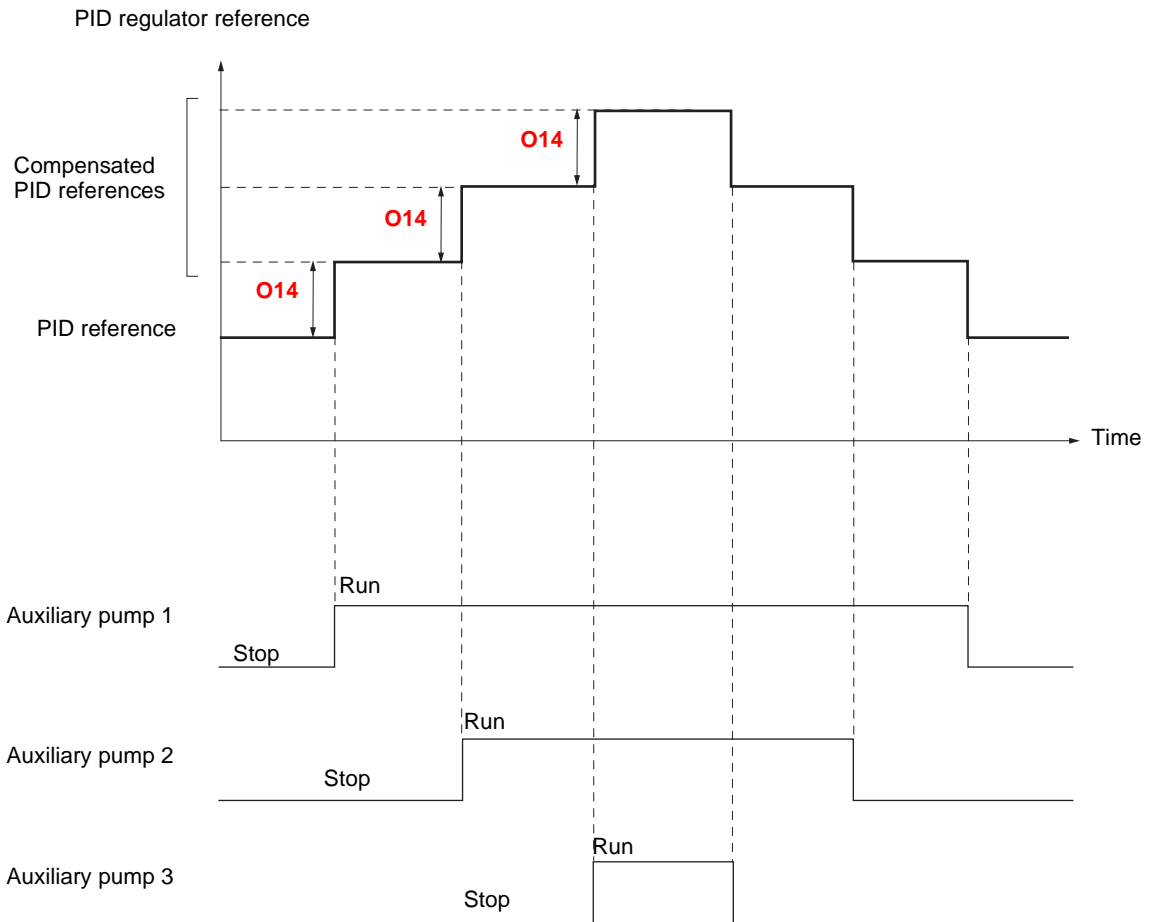 PID regulator reference
O14
Compensated
PID references
O14
O14
PID reference
Time
Run
Auxiliary pump 1
Stop
Run
Auxiliary pump 2
Stop
Run
Auxiliary pump 3
Stop